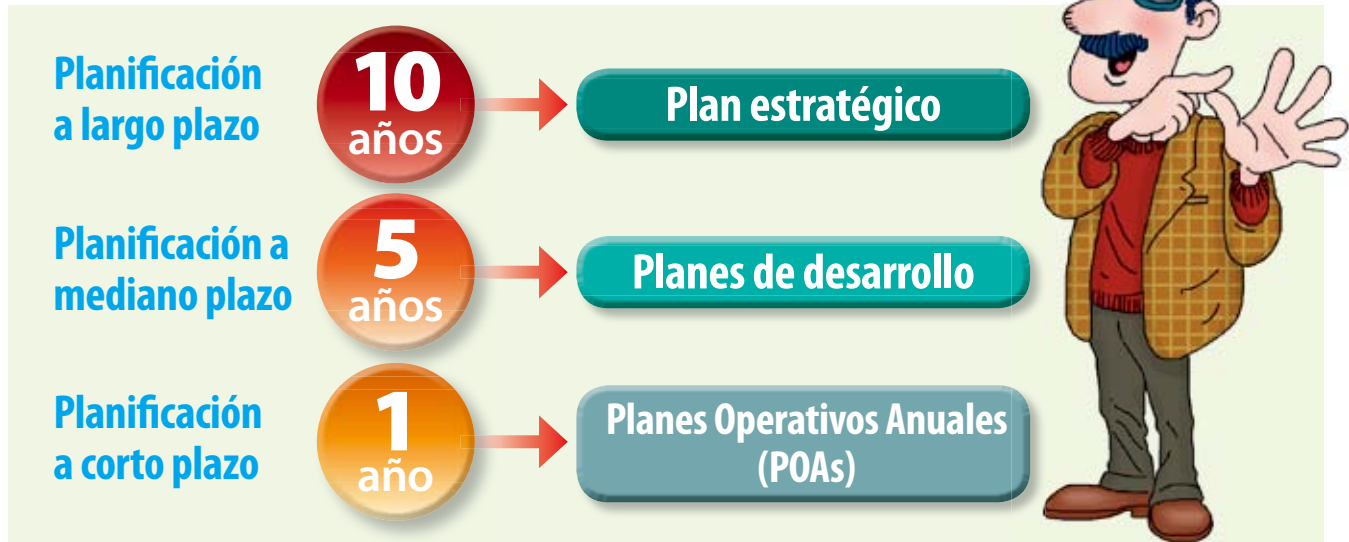 Planificación
a largo plazo
10
años
Plan estratégico
Planificación a
mediano plazo
5
años
Planes de desarrollo
Planificación
a corto plazo
1
año
Planes Operativos Anuales
(POAs)